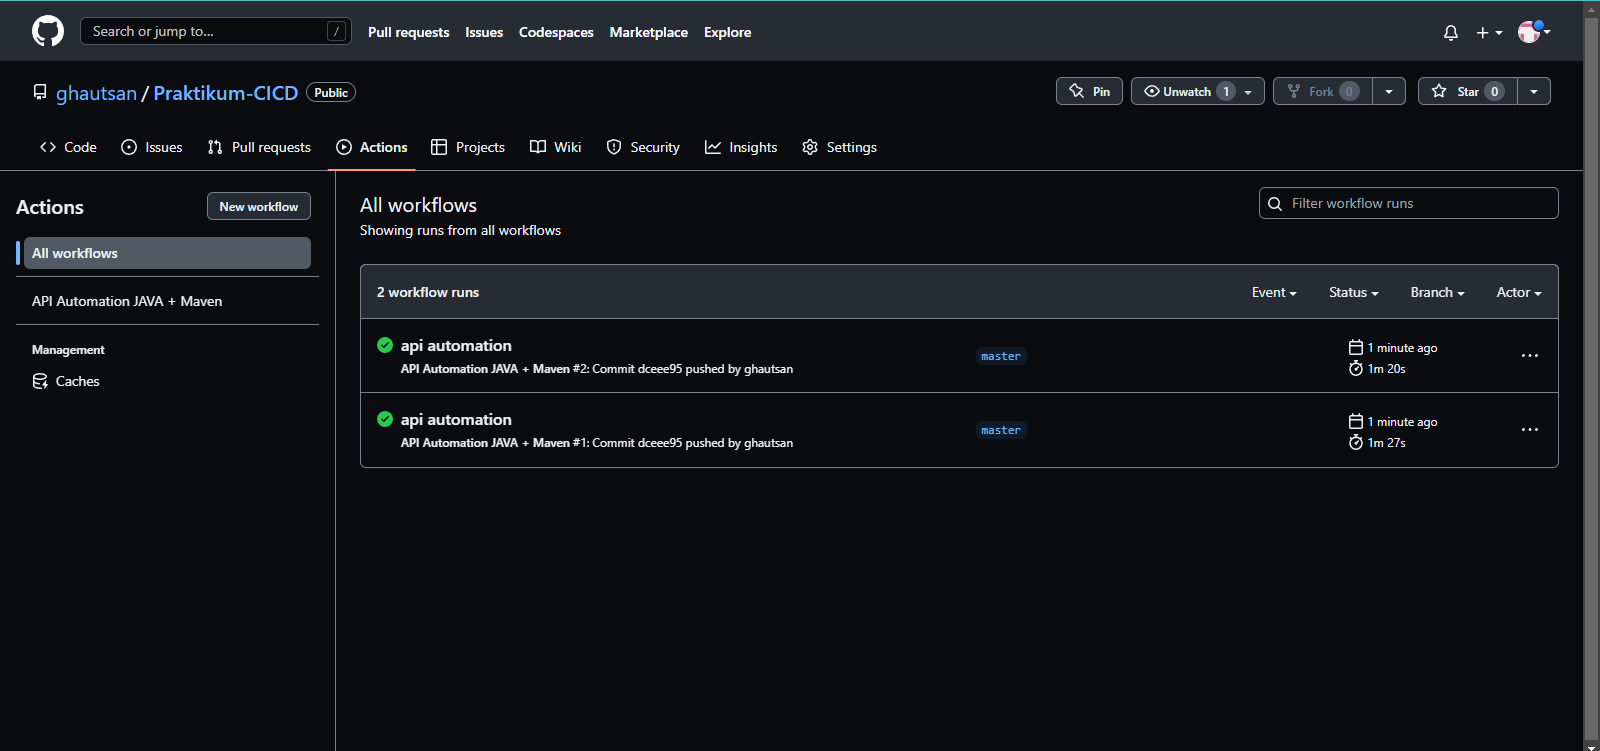 Search or jump to... /
Pull requests Issues Codespaces Marketplace Explore
ghautsan / Praktikum-CICD Public
Pin Unwatch 1 Fork 0 Star 0
Code Issues Pull requests Actions Projects Wiki Security Insights Settings
Actions New workflow
All workflows
API Automation JAVA + Maven
Management
Caches
All workflows
Showing runs from all workflows
Filter workflow runs
2 workflow runs Event Status Branch Actor
api automation
API Automation JAVA + Maven #2: Commit dceee95 pushed by ghautsan
master
1 minute ago
1m 20s
api automation
API Automation JAVA + Maven #1: Commit dceee95 pushed by ghautsan
master
1 minute ago
1m 27s